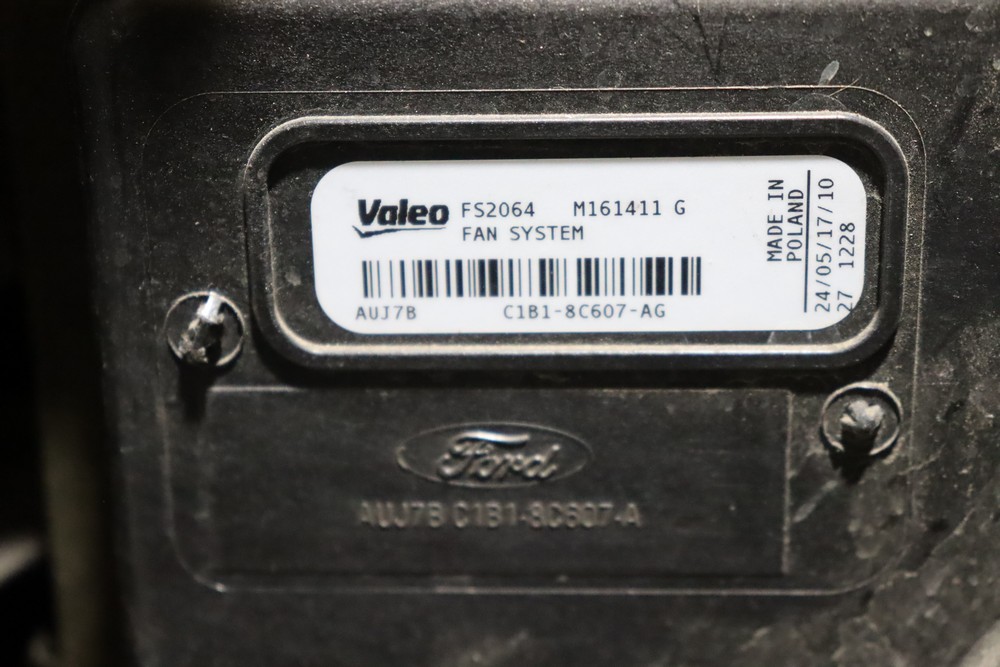 Valeo FS2064 M161411 G
FAN SYSTEM
AUJ7B C1B1-8C607-AG
MADE IN
POLAND
24/05/17/10
27 1228
Ford
AUJ7B C1B1-8C607-A